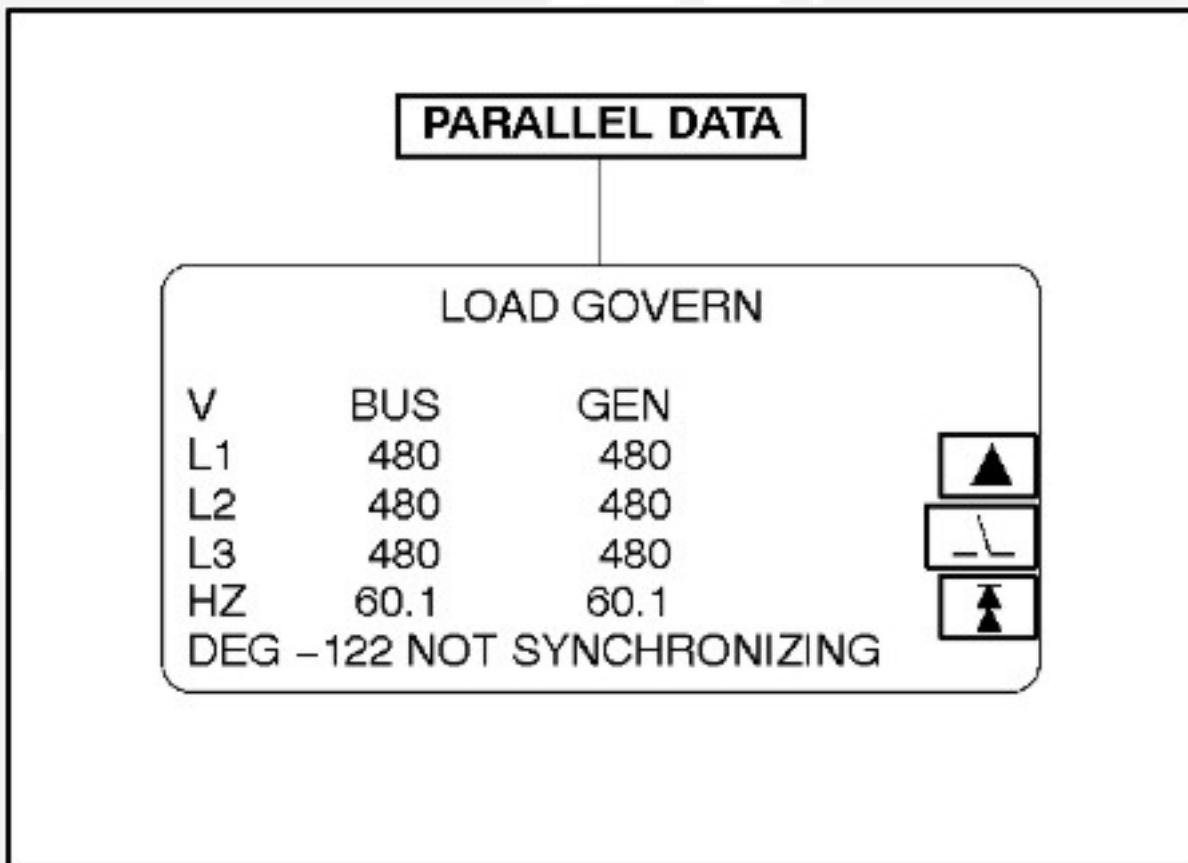 PARALLEL DATA
LOAD GOVERN
V BUS GEN
L1 480 480
L2 480 480
L3 480 480
HZ 60.1 60.1
DEG –122 NOT SYNCHRONIZING